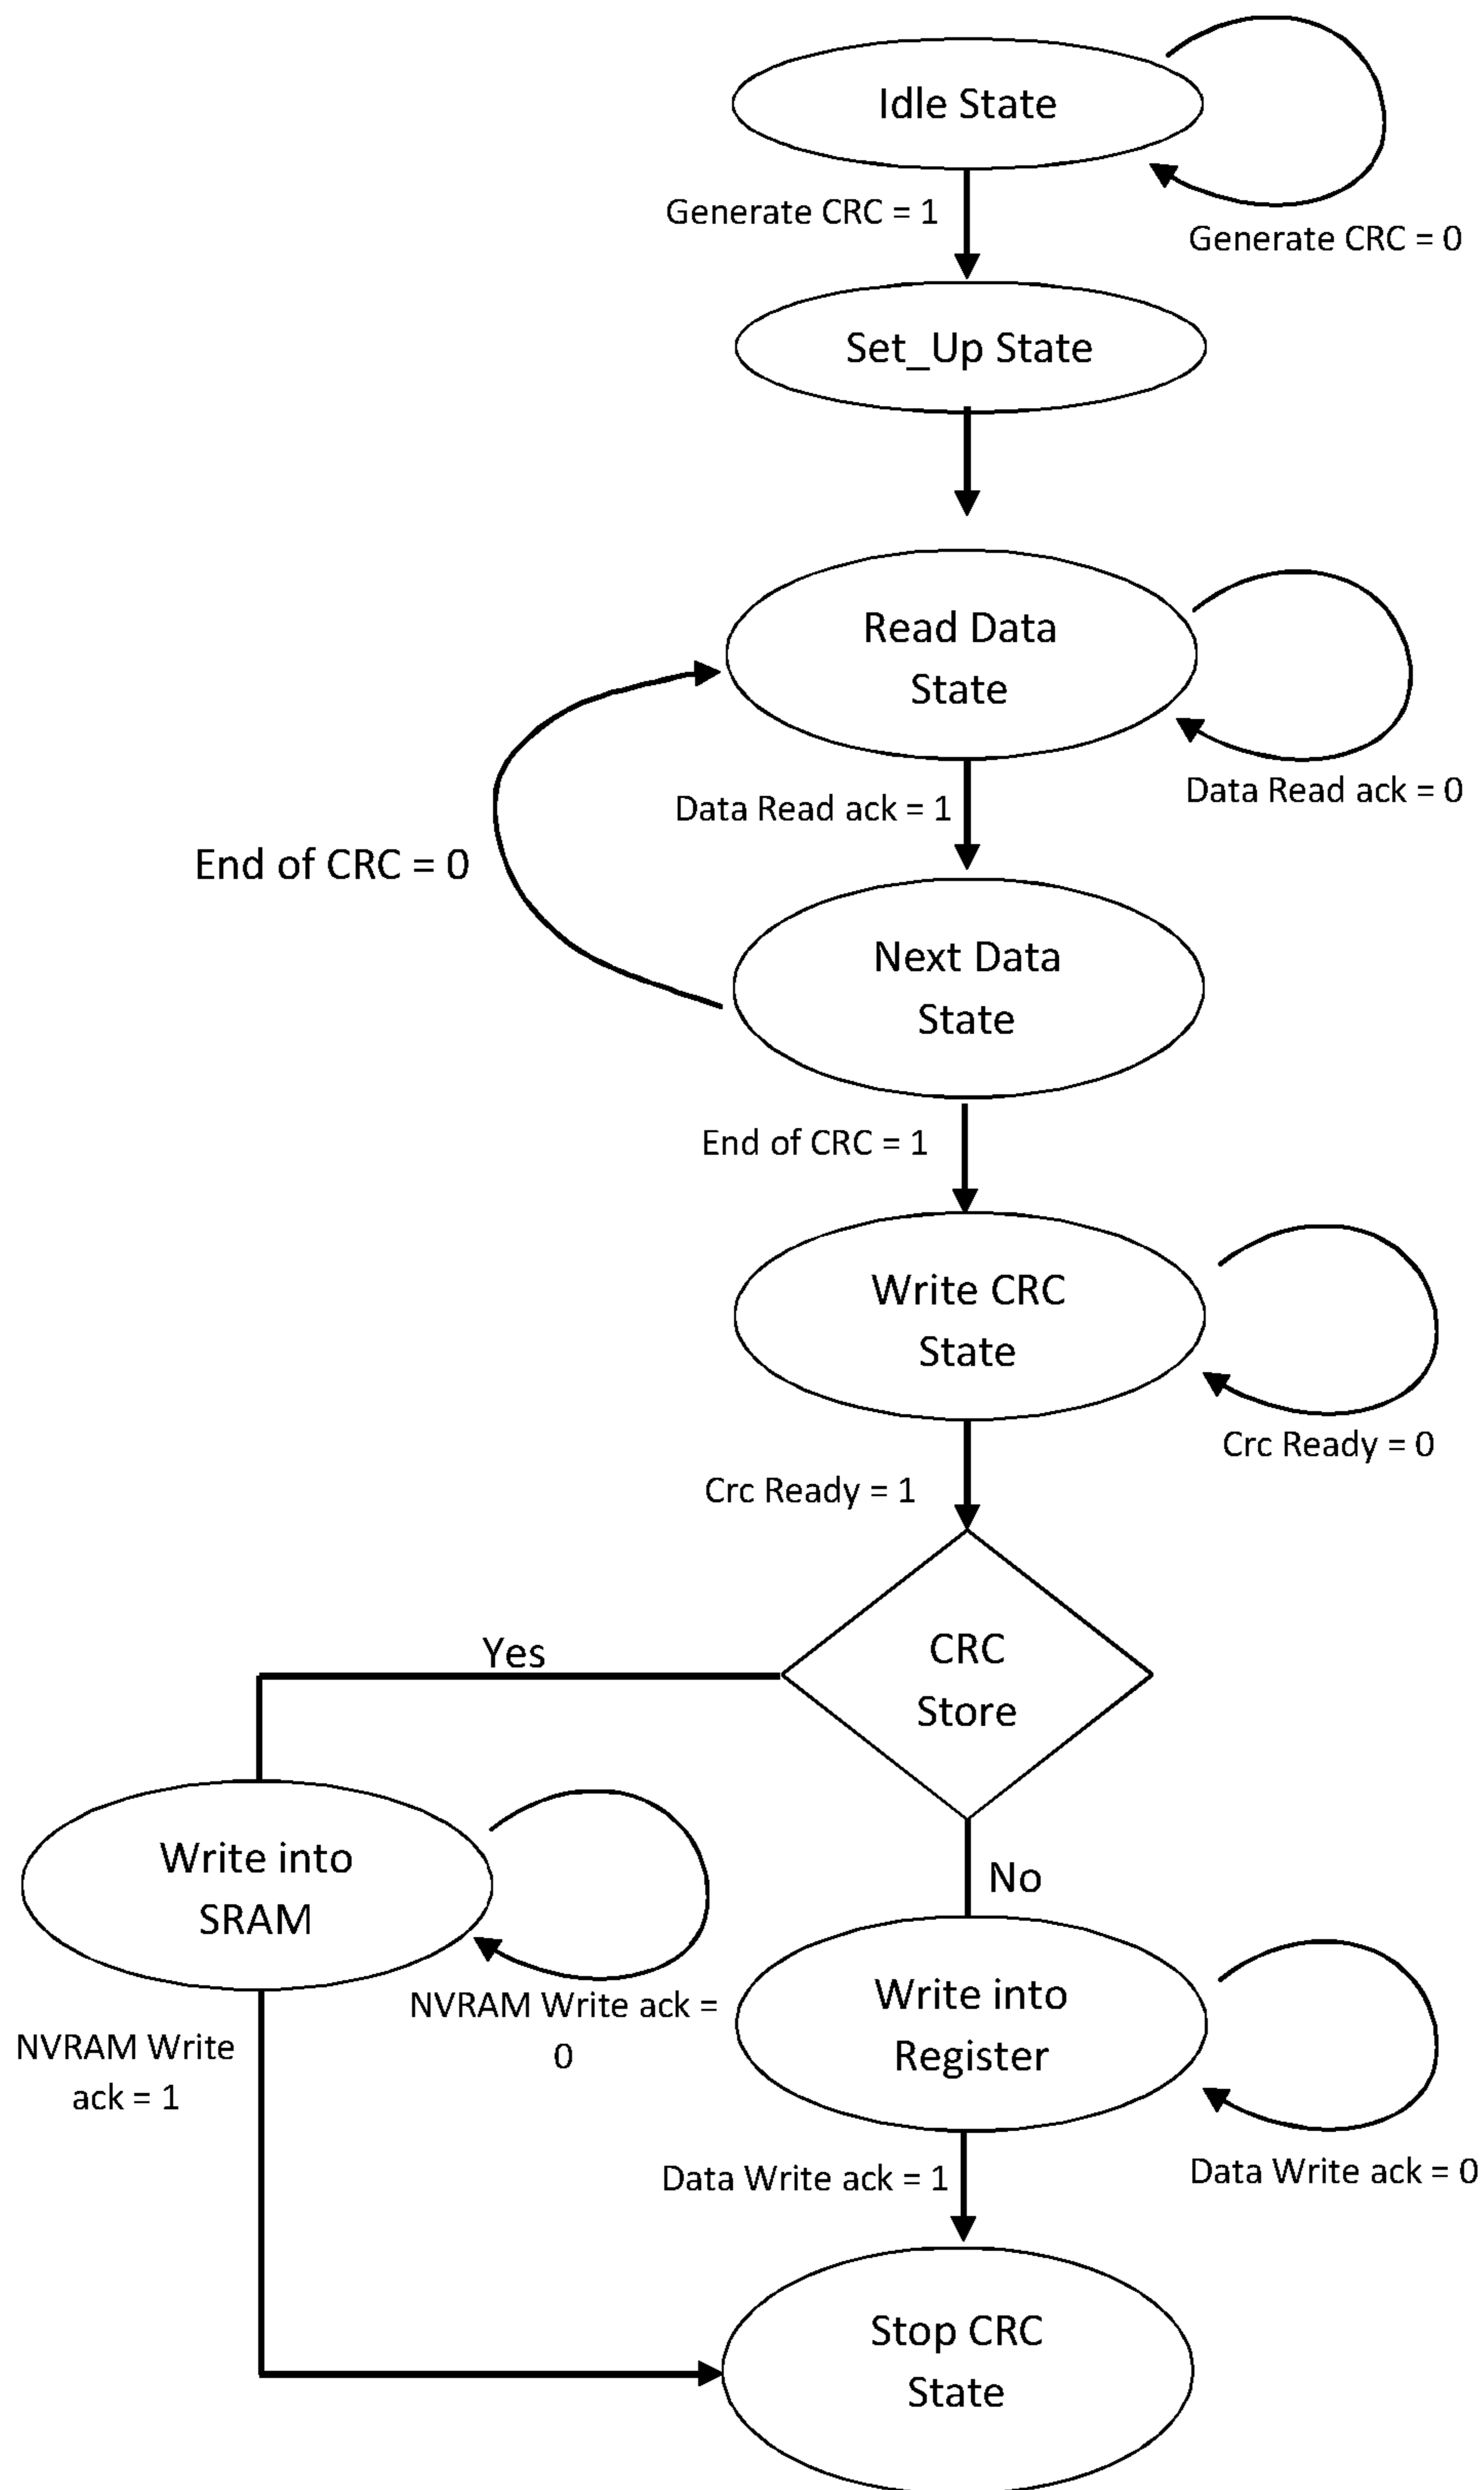 Idle State
Generate CRC = 1
Generate CRC = 0
Set_Up State
Read Data
State
Data Read ack = 1
Data Read ack = 0
End of CRC = 0
Next Data
State
End of CRC = 1
Write CRC
State
Crc Ready = 0
Crc Ready = 1
CRC
Store
Yes
No
Write into
SRAM
NVRAM Write ack =
0
NVRAM Write
ack = 1
Write into
Register
Data Write ack = 1
Data Write ack = 0
Stop CRC
State